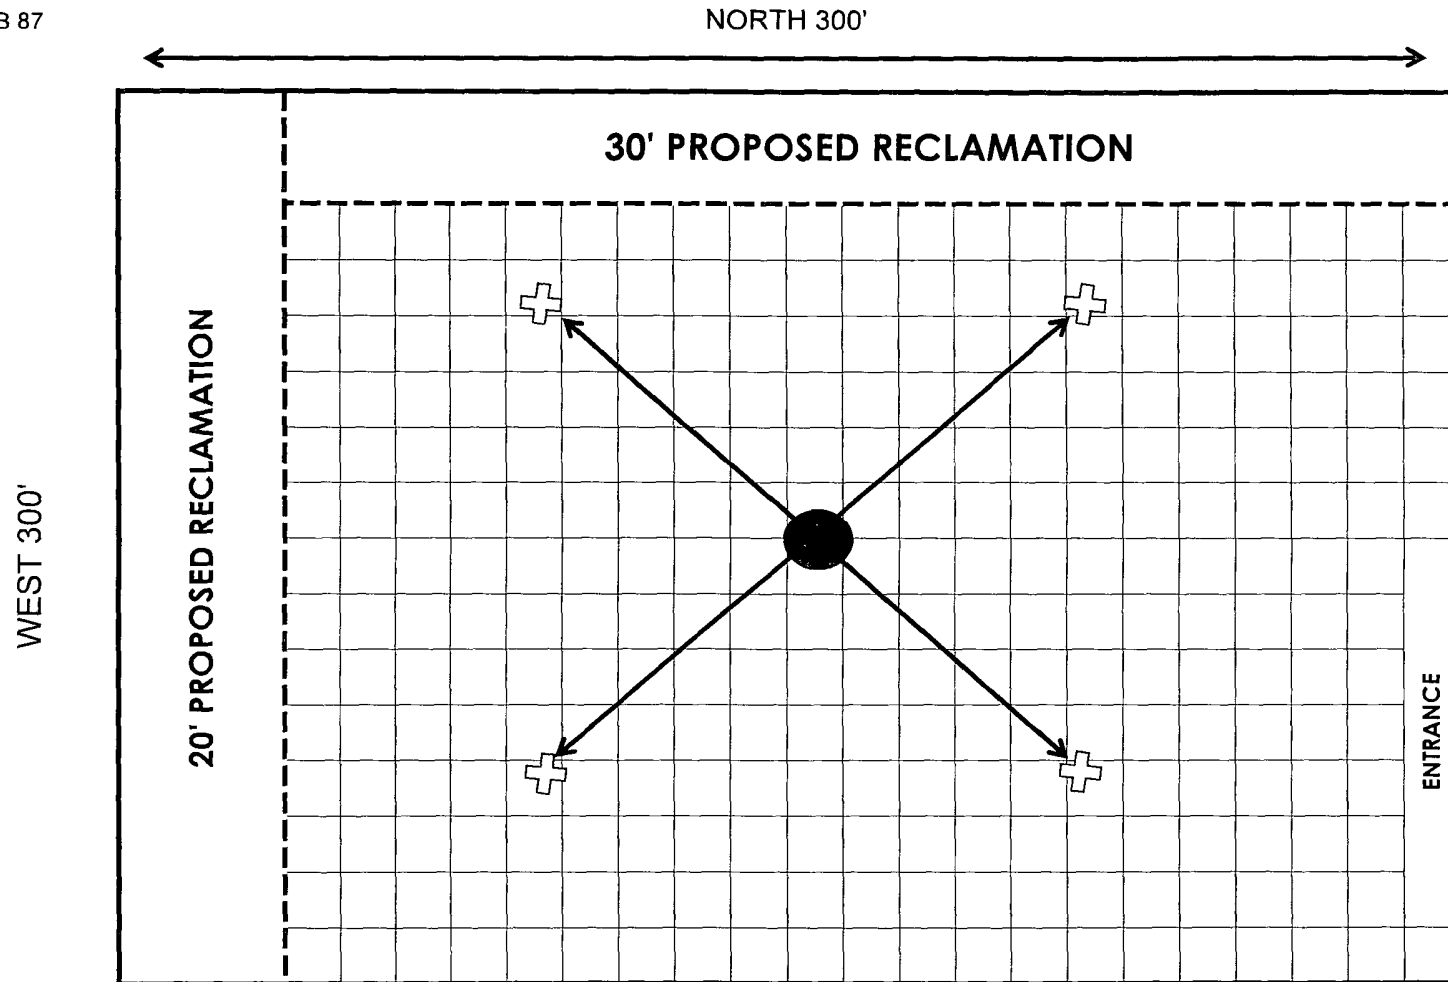 B 87
NORTH 300'
30' PROPOSED RECLAMATION
WEST 300'
20' PROPOSED RECLAMATION
ENTRANCE